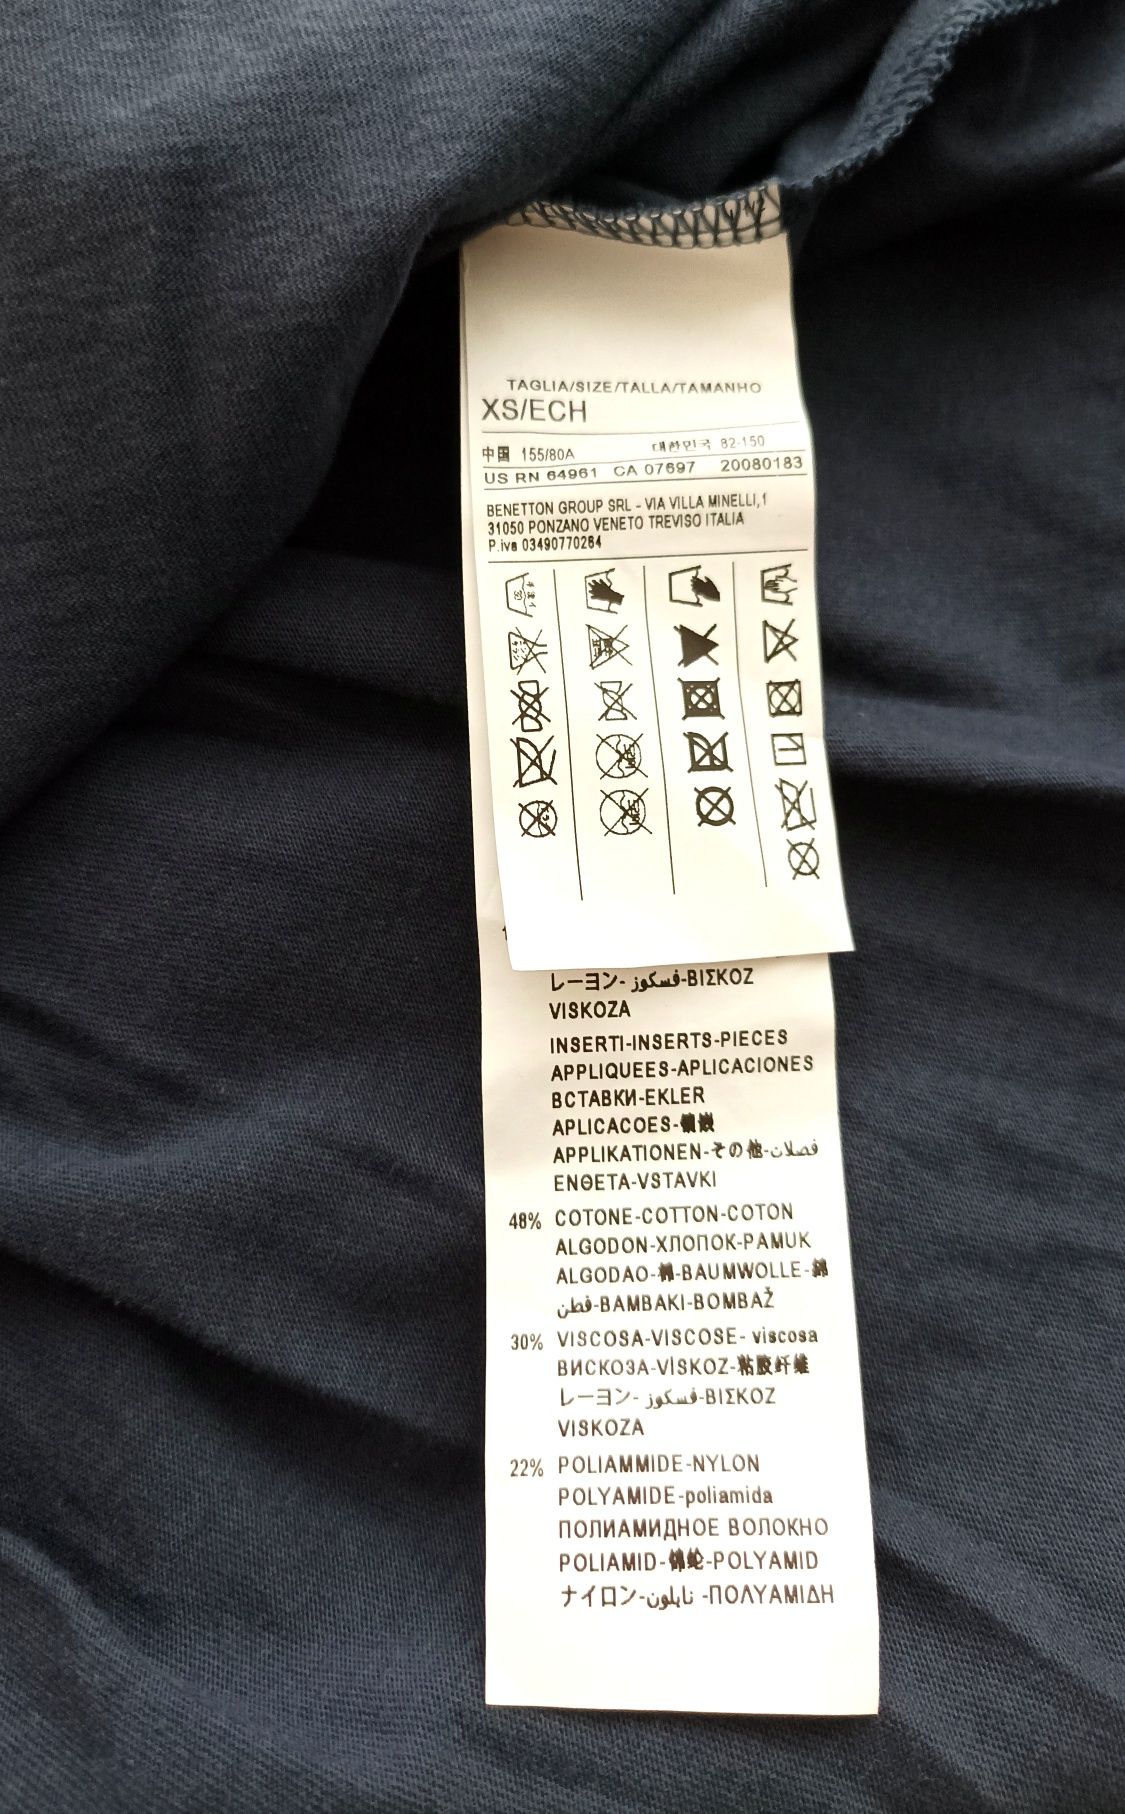 TAGLIA/SIZE/TALLA/TAMANHO
XS/ECH
中国 155/80A 대한민국 82-150
US RN 64961 CA 07697 20080183
BENETTON GROUP SRL - VIA VILLA MINELLI,1
31050 PONZANO VENETO TREVISO ITALIA
P.iva 03490770264
レーヨン-فسكوز-ΒΙΣΚΟΖ
VISKOZA
INSERTI-INSERTS-PIECES
APPLIQUEES-APLICACIONES
ВСТАВКИ-EKLER
APLICACOES-镶嵌
APPLIKATIONEN-その他-فصلات
ΕΝΘΕΤΑ-VSTAVKI
48% COTONE-COTTON-COTON
ALGODON-ХЛОПОК-PAMUK
ALGODAO-棉-BAUMWOLLE-綿
قطن-BAMBAKI-BOMBAŽ
30% VISCOSA-VISCOSE- viscosa
ВИСКОЗА-VİSKOZ-粘胶纤维
レーヨン-فسكوز-ΒΙΣΚΟΖ
VISKOZA
22% POLIAMMIDE-NYLON
POLYAMIDE-poliamida
ПОЛИАМИДНОЕ ВОЛОКНО
POLIAMID-锦纶-POLYAMID
ナイロン-نايلون -ΠΟΛΥΑΜΙΔΗ